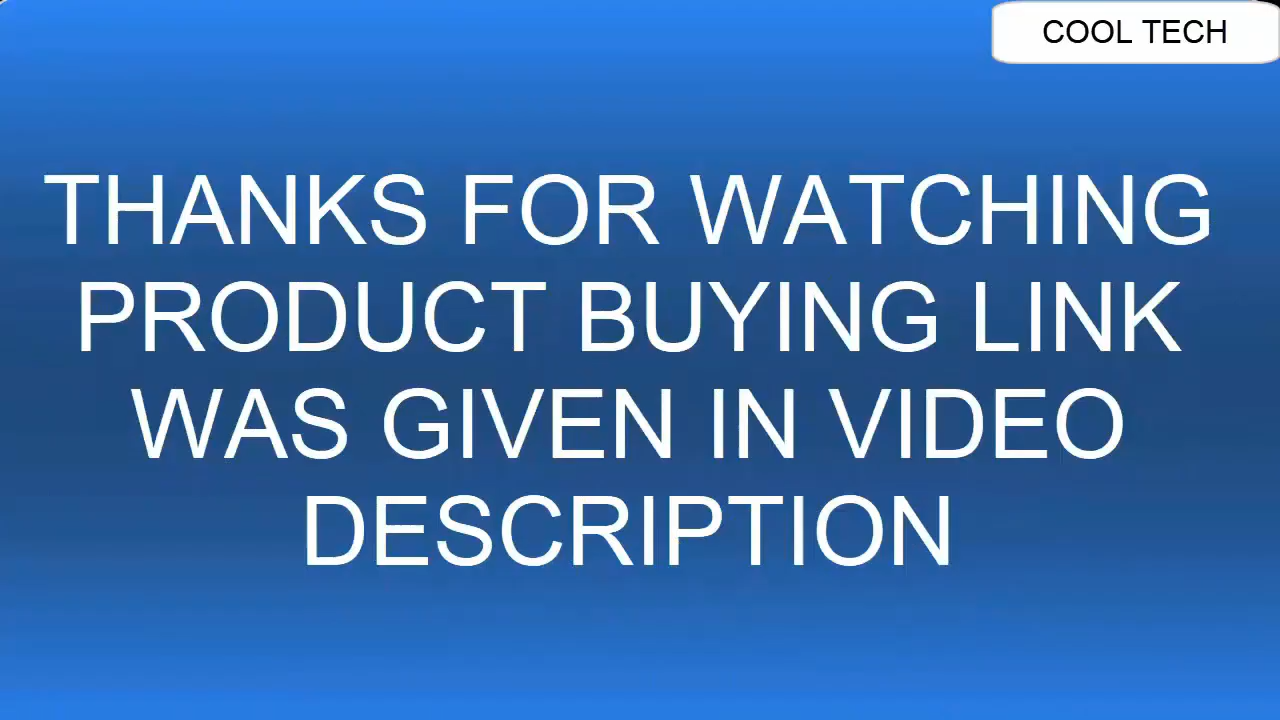 COOL TECH
THANKS FOR WATCHING
PRODUCT BUYING LINK
WAS GIVEN IN VIDEO
DESCRIPTION